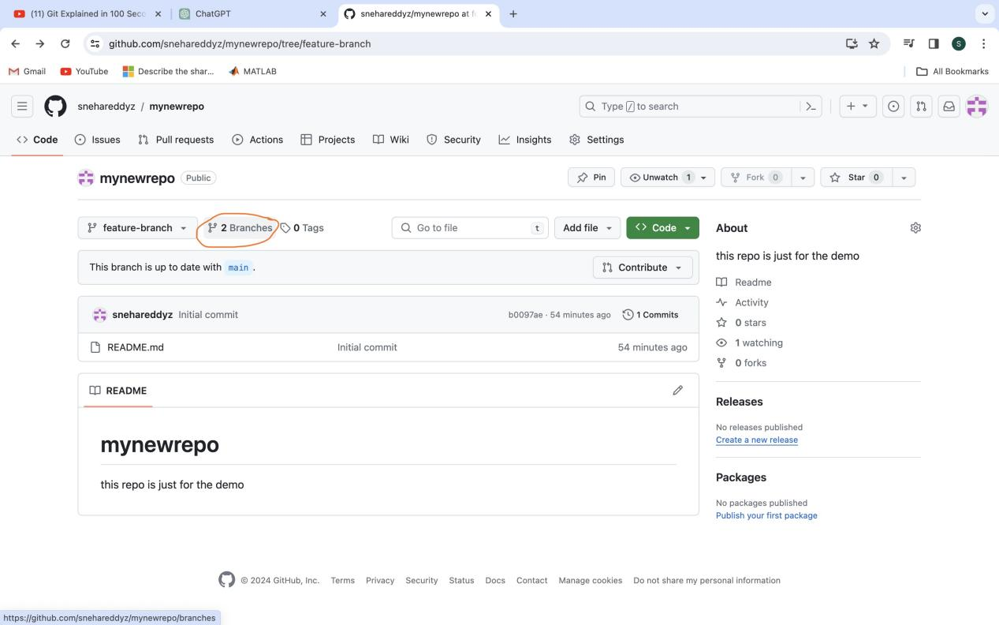 (11) Git Explained in 100 Seco
ChatGPT
snehareddyz/mynewrepo at f
github.com/snehareddyz/mynewrepo/tree/feature-branch
S
Gmail YouTube Describe the shar... MATLAB All Bookmarks
snehareddyz / mynewrepo
Type / to search
Code Issues Pull requests Actions Projects Wiki Security Insights Settings
mynewrepo Public
Pin Unwatch 1 Fork 0 Star 0
feature-branch 2 Branches 0 Tags
Go to file t
Add file
Code
This branch is up to date with main .
Contribute
snehareddyz Initial commit b0097ae · 54 minutes ago 1 Commits
README.md Initial commit 54 minutes ago
README
mynewrepo
this repo is just for the demo
About
this repo is just for the demo
Readme
Activity
0 stars
1 watching
0 forks
Releases
No releases published
Create a new release
Packages
No packages published
Publish your first package
© 2024 GitHub, Inc. Terms Privacy Security Status Docs Contact Manage cookies Do not share my personal information
https://github.com/snehareddyz/mynewrepo/branches